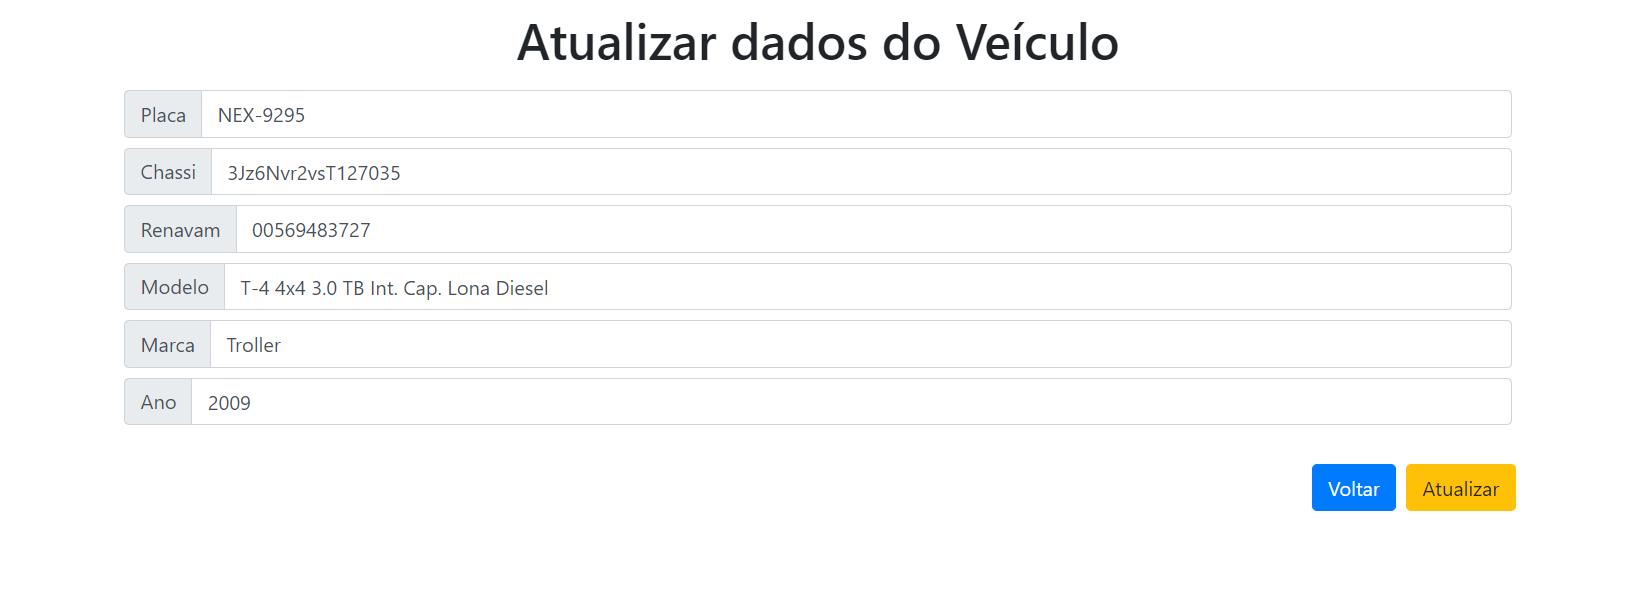 Atualizar dados do Veículo
Placa NEX-9295
Chassi 3Jz6Nvr2vsT127035
Renavam 00569483727
Modelo T-4 4x4 3.0 TB Int. Cap. Lona Diesel
Marca Troller
Ano 2009
Voltar Atualizar